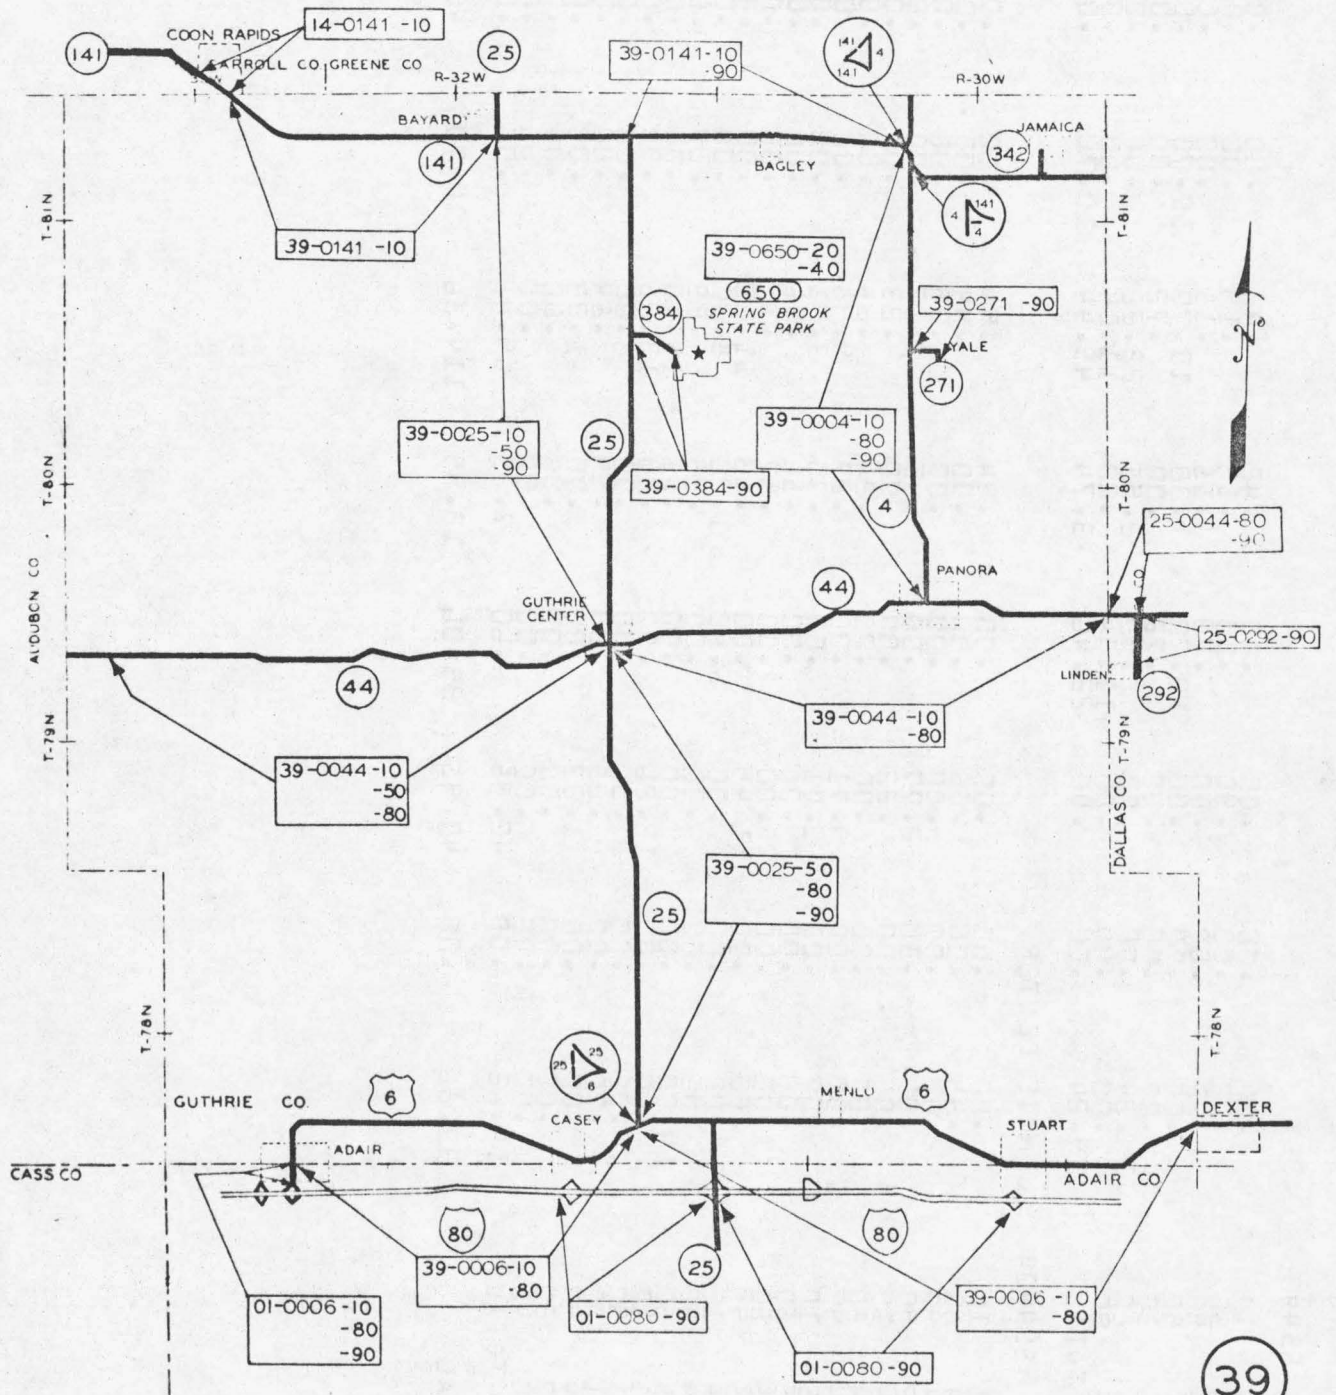 COON RAPIDS
14-0141 -10
141
CARROLL CO GREENE CO
25
R-32W
39-0141-10
-90
141
4
141
R-30W
BAYARD
141
BAGLEY
JAMAICA
342
T-81N
39-0141 -10
4
141
4
T-81N
39-0650-20
-40
650
SPRING BROOK
STATE PARK
384
39-0271 -90
YALE
271
N
39-0025-10
-50
-90
25
39-0384-90
39-0004-10
-80
-90
4
T-80N
T-80N
25-0044-80
-90
CO
PANORA
44
GUTHRIE
CENTER
AUDUBON CO
25-0292-90
LINDEN
292
44
39-0044 -10
-80
T-79N
T-79N
39-0044-10
-50
-80
DALLAS CO
39-0025-50
-80
-90
25
T-78N
T-78N
25
25
6
GUTHRIE CO.
6
CASEY
MENLO
6
STUART
DEXTER
ADAIR
CASS CO
ADAIR CO
80
80
39-0006-10
-80
25
01-0006-10
-80
-90
01-0080-90
39-0006 -10
-80
01-0080-90
39